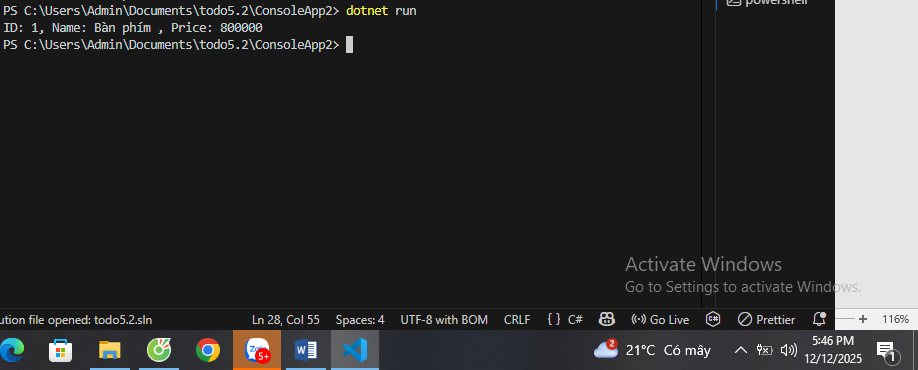 PS C:\Users\Admin\Documents\todo5.2\ConsoleApp2> dotnet run
powershell
ID: 1, Name: Bàn phím , Price: 800000
PS C:\Users\Admin\Documents\todo5.2\ConsoleApp2>
Activate Windows
Go to Settings to activate Windows.
ution file opened: todo5.2.sln Ln 28, Col 55 Spaces: 4 UTF-8 with BOM CRLF { } C# Go Live Prettier 116%
Zalo 5+ W 2 21°C Có mây 5:46 PM
12/12/2025 1